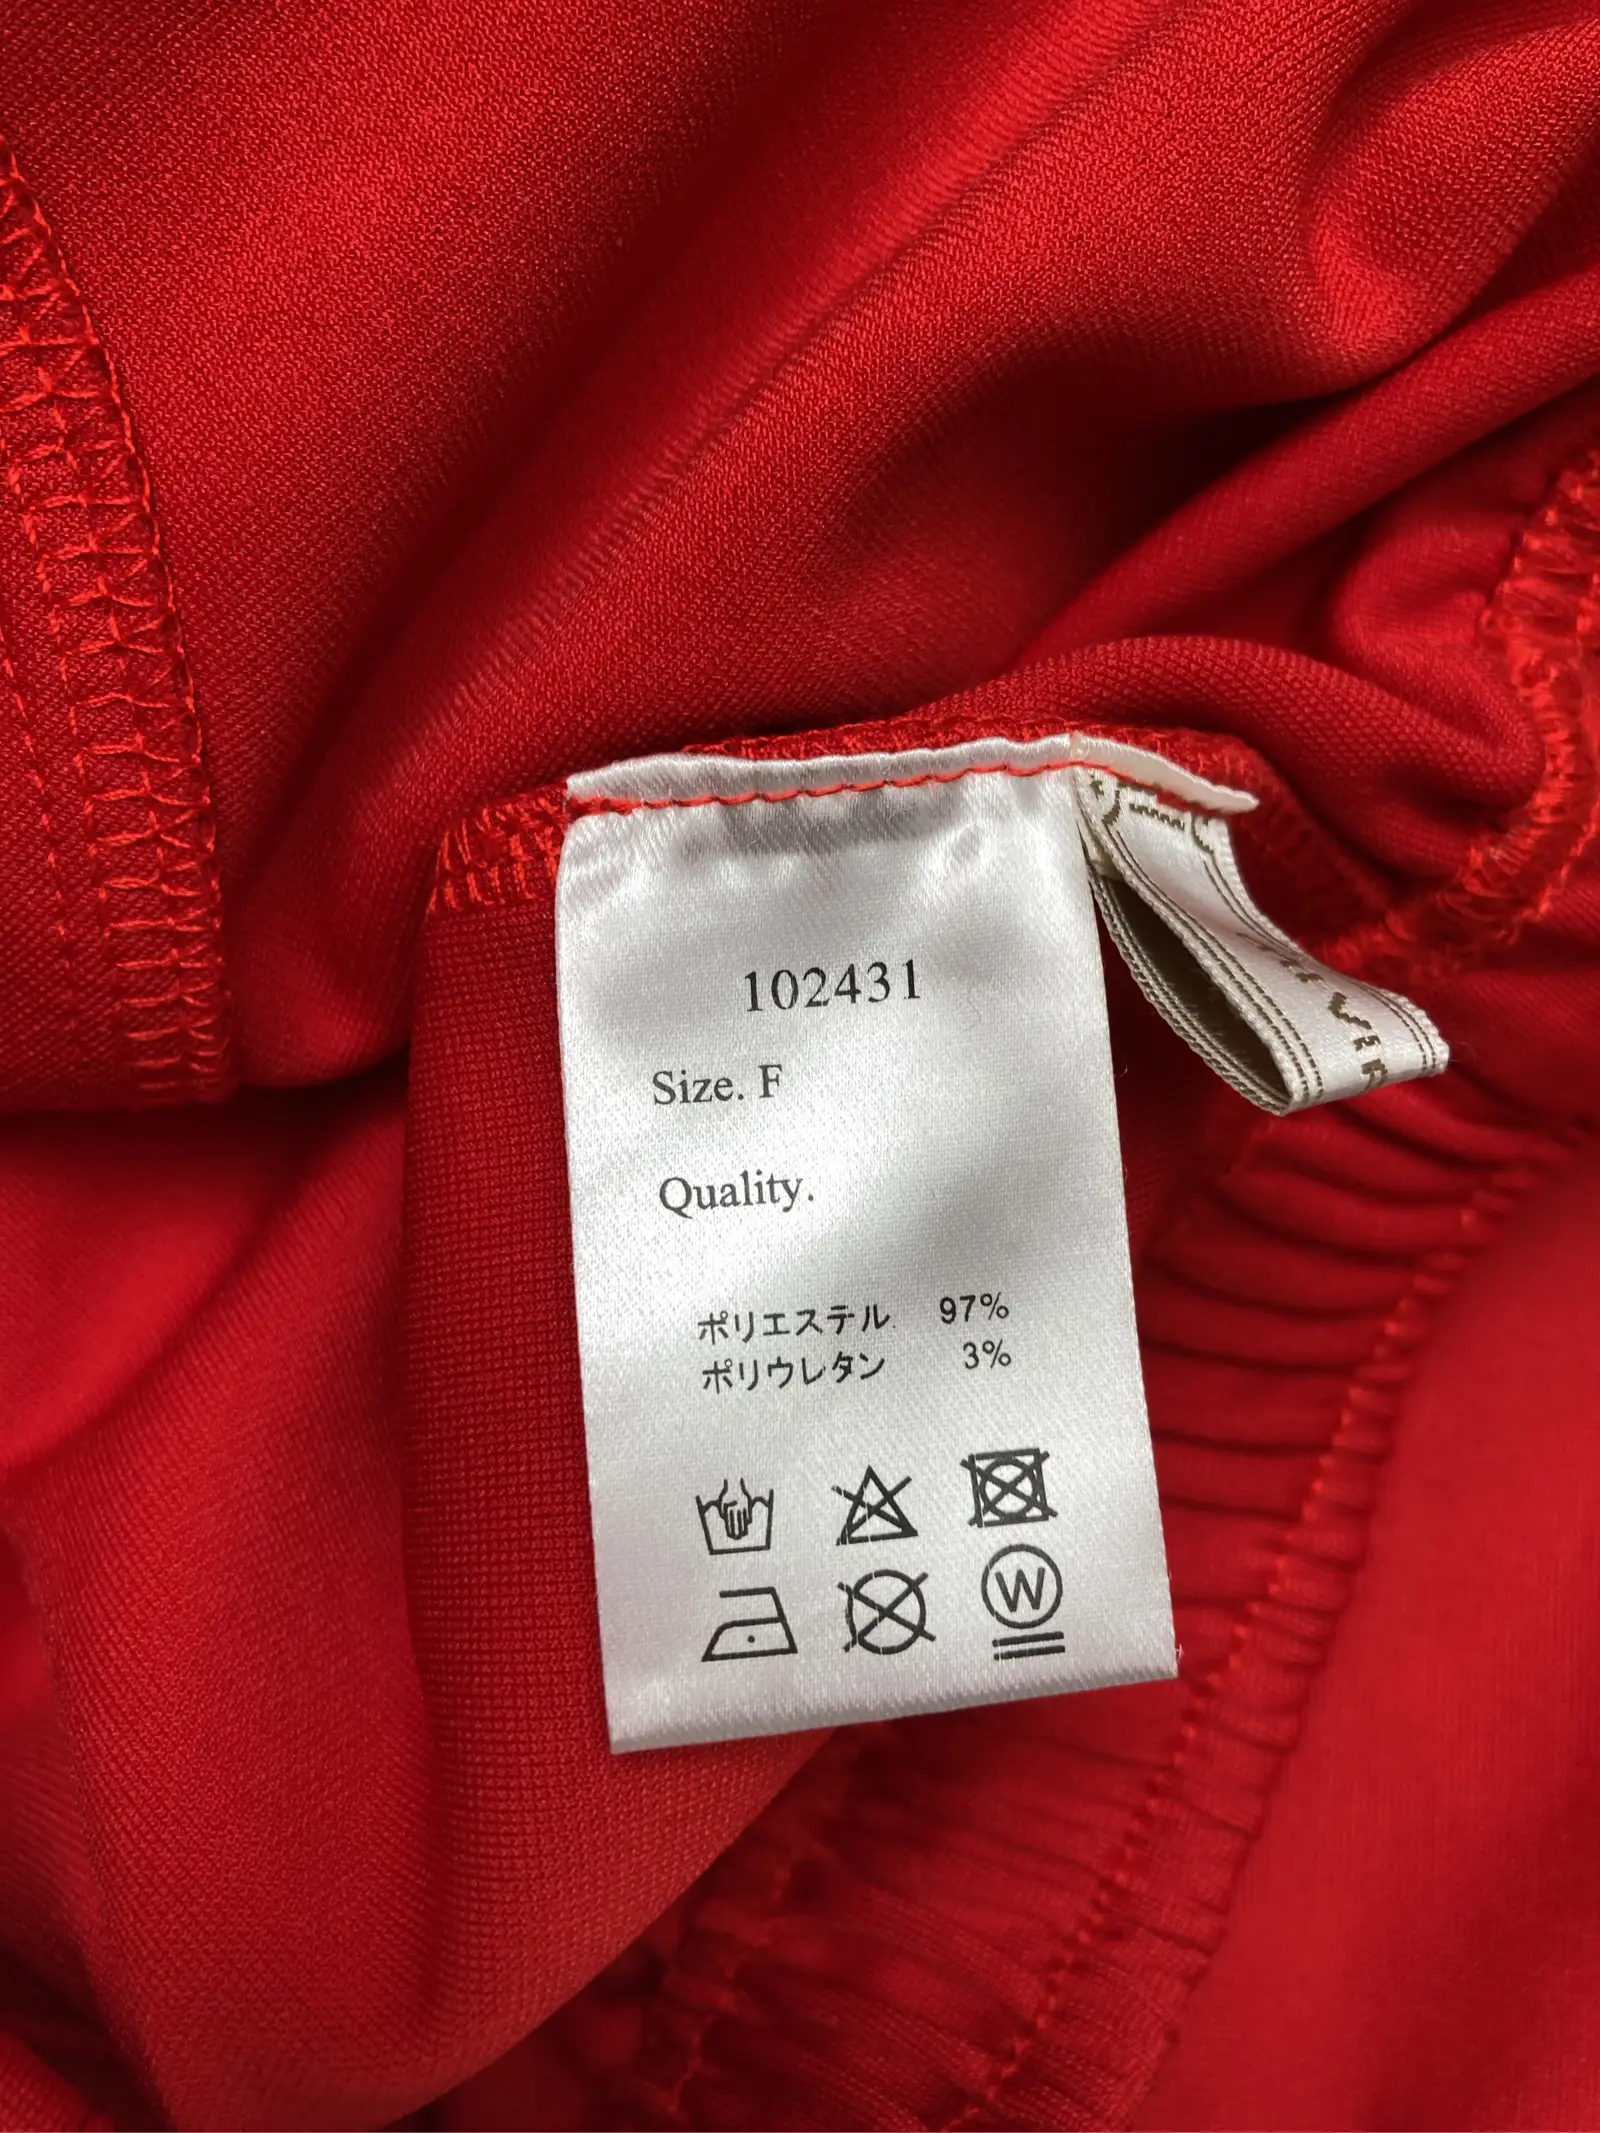 102431
Size. F
Quality.
ポリエステル 97%
ポリウレタン 3%
W